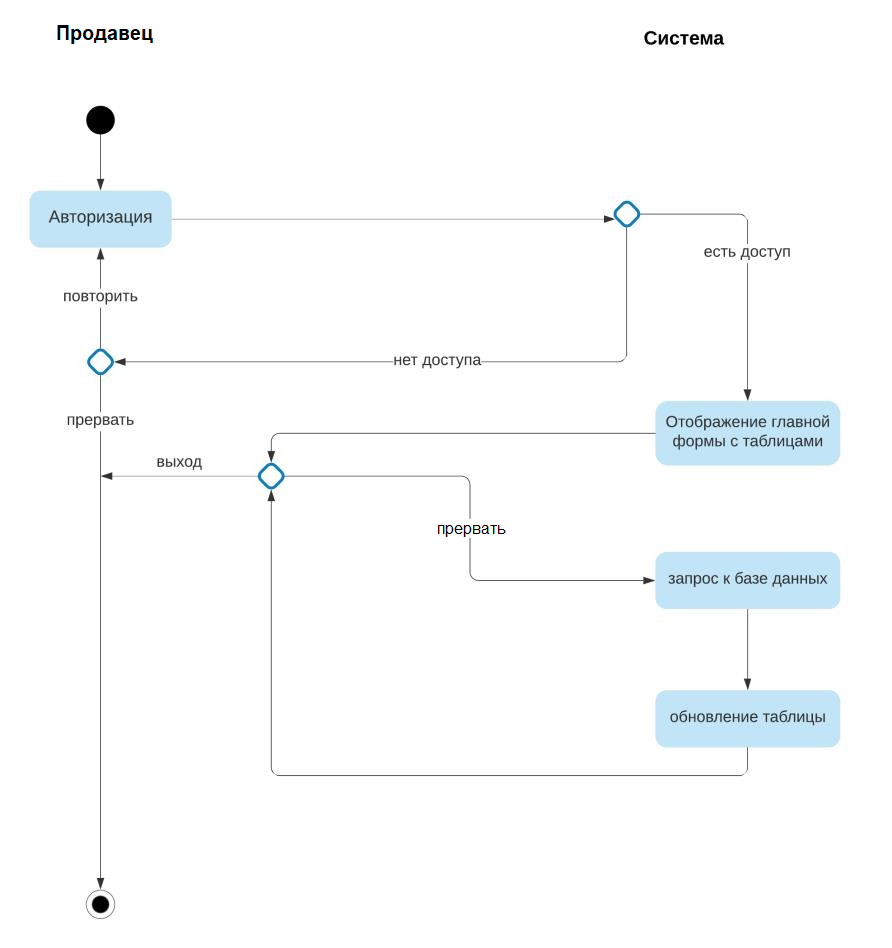 Продавец
Система
Авторизация
есть доступ
повторить
нет доступа
прервать
Отображение главной
формы с таблицами
выход
прервать
запрос к базе данных
обновление таблицы